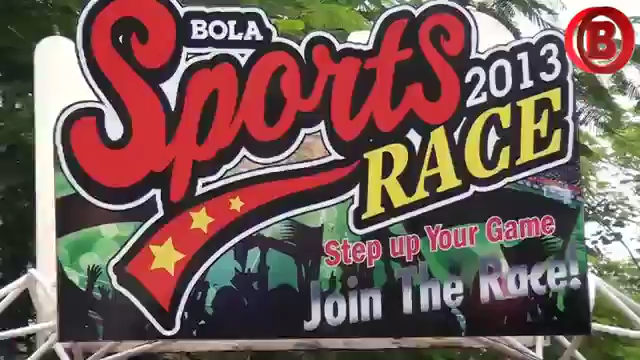 BOLA
Sports
2013
RACE
Step up Your Game
Join The Race!
B